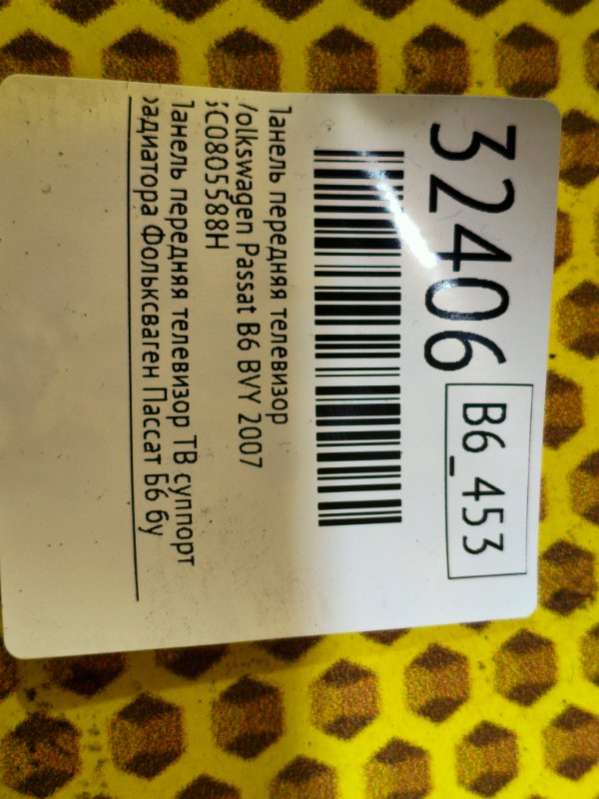 32406 B6_453
Панель передняя телевизор
Volkswagen Passat B6 BVY 2007
3C0805588H
Панель передняя телевизор ТВ суппорт
радиатора Фольксваген Пассат Б6 бу